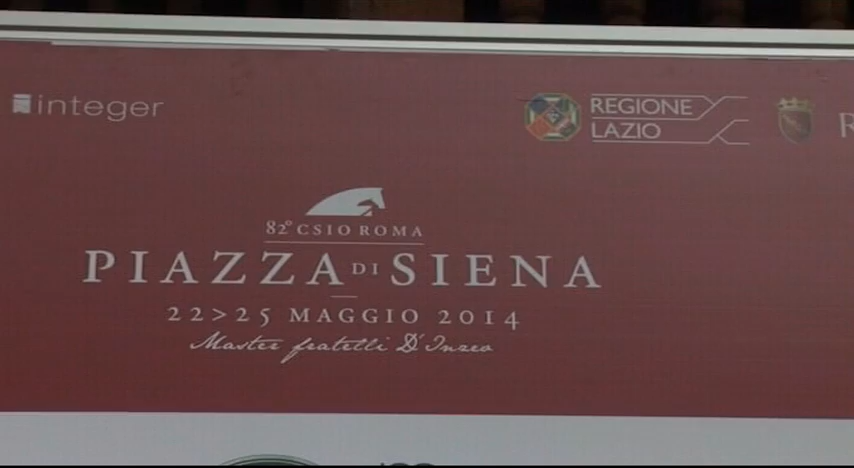 integer
REGIONE
LAZIO
82° CSIO ROMA
PIAZZA DI SIENA
22>25 MAGGIO 2014
Master fratelli D'Inzeo